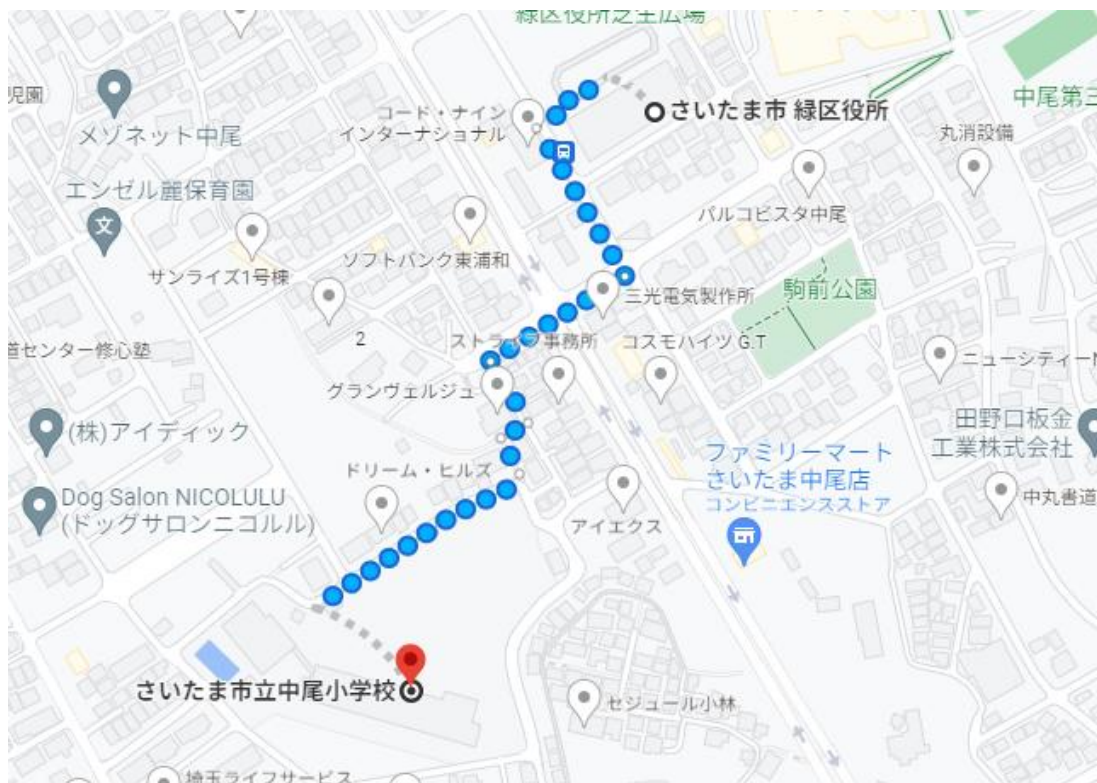 緑区役所芝生広場
児園
メゾネット中尾
コード・ナイン
インターナショナル
さいたま市 緑区役所
中尾第三
丸消設備
エンゼル麗保育園
パルコビスタ中尾
サンライズ1号棟
ソフトバンク東浦和
三光電気製作所
駒前公園
2
道センター修心塾
ストライフ事務所
コスモハイツ G.T
ニューシティーM
グランヴェルジュ
(株)アイディック
田野口板金
工業株式会社
ファミリーマート
さいたま中尾店
コンビニエンスストア
ドリーム・ヒルズ
Dog Salon NICOLULU
(ドッグサロンニコルル)
アイエクス
中丸書道
さいたま市立中尾小学校
セジュール小林
埼玉ライフサービス